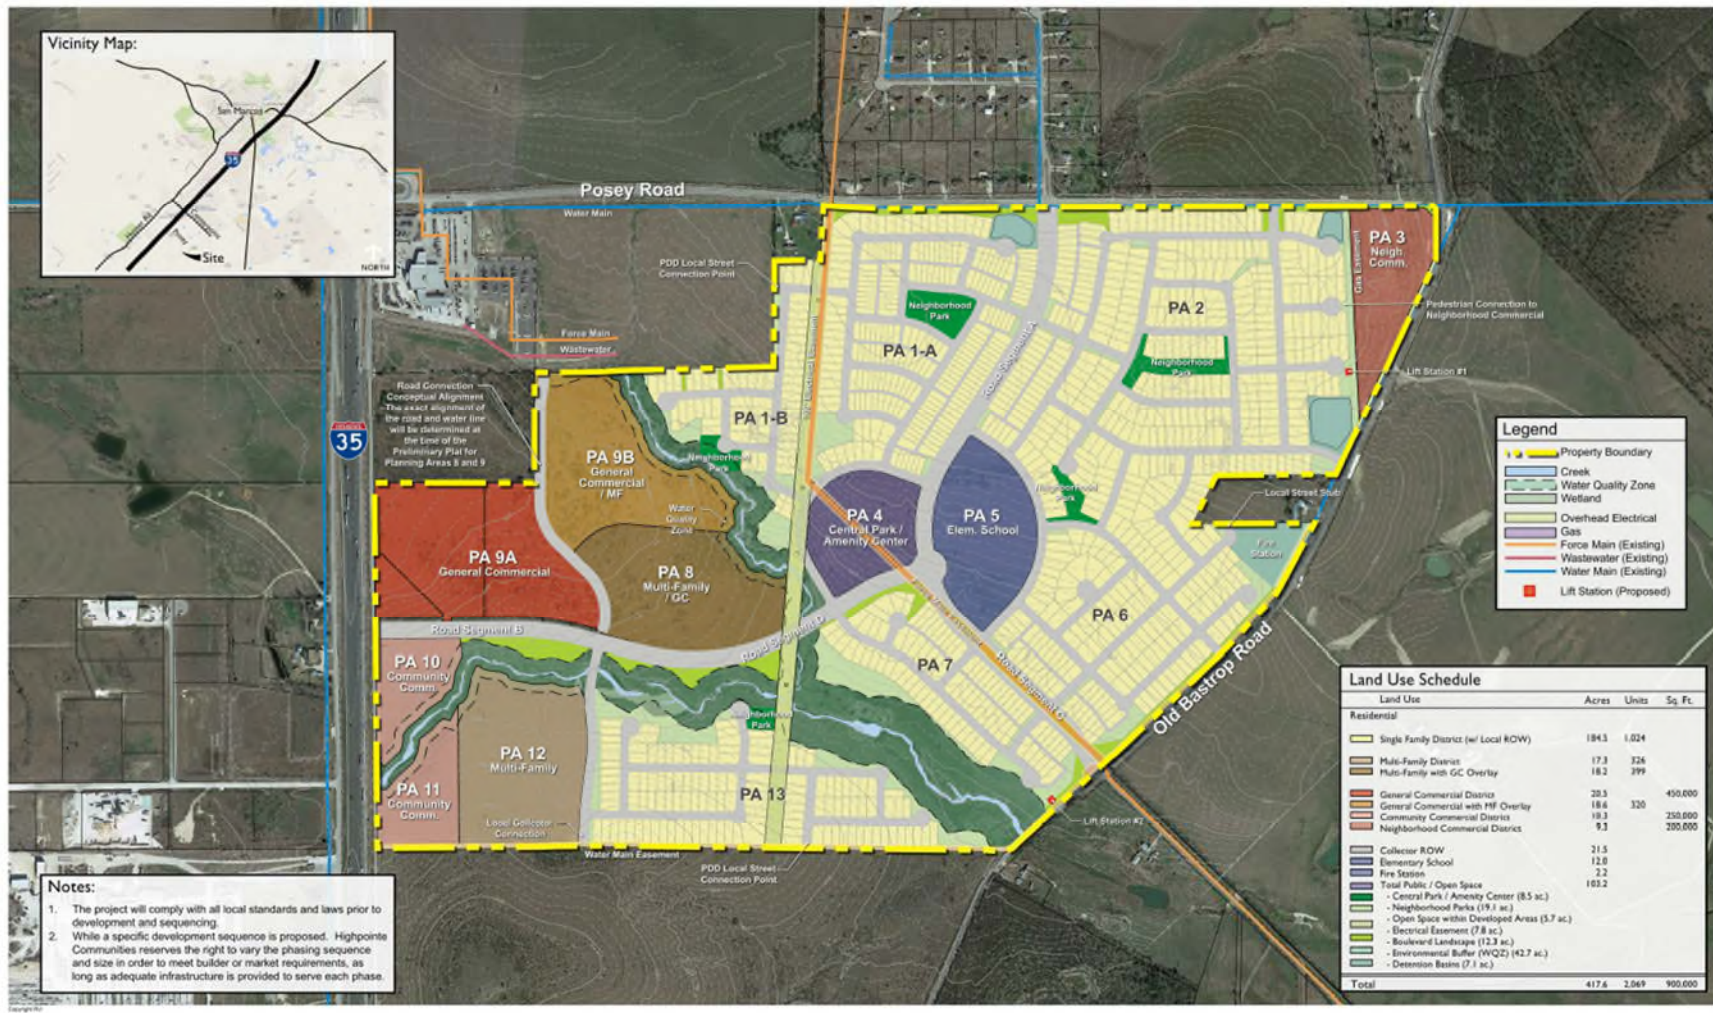 Vicinity Map:
San Marcos
35
Site
NORTH
Posey Road
Water Main
PDD Local Street
Connection Point
Force Main
Wastewater
Road Connection
Conceptual Alignment
The exact alignment of
the road and water line
will be determined at
the time of the
Preliminary Plat for
Planning Areas 8 and 9
35
PA 3
Neigh
Comm.
Gas Easement
Pedestrian Connection to
Neighborhood Commercial
Lift Station #1
PA 2
Neighborhood
Park
PA 1-A
Neighborhood
Park
PA 1-B
Neighborhood
Park
Neighborhood
Park
Local Street Stub
Fire
Station
PA 9B
General
Commercial
/ MF
Water
Quality
Zone
PA 4
Central Park /
Amenity Center
PA 5
Elem. School
PA 9A
General Commercial
PA 8
Multi-Family
/ GC
PA 6
PA 7
Road Segment B
Road Segment D
Road Segment C
Old Bastrop Road
PA 10
Community
Comm.
PA 12
Multi-Family
PA 11
Community
Comm.
Neighborhood
Park
PA 13
Local Collector
Connection
Water Main Easement
PDD Local Street
Connection Point
Lift Station #2
Legend
Property Boundary
Creek
Water Quality Zone
Wetland
Overhead Electrical
Gas
Force Main (Existing)
Wastewater (Existing)
Water Main (Existing)
Lift Station (Proposed)
Land Use Schedule
Land Use Acres Units Sq. Ft.
Residential
Single Family District (w/ Local ROW) 184.5 1,024
Multi-Family District 17.3 326
Multi-Family with GC Overlay 18.2 399
General Commercial District 20.5 450,000
General Commercial with MF Overlay 18.6 320
Community Commercial District 10.3 250,000
Neighborhood Commercial District 9.3 200,000
Collector ROW 21.5
Elementary School 12.0
Fire Station 2.2
Total Public / Open Space 103.2
- Central Park / Amenity Center (8.5 ac.)
- Neighborhood Parks (19.1 ac.)
- Open Space within Developed Areas (5.7 ac.)
- Electrical Easement (7.8 ac.)
- Boulevard Landscape (12.3 ac.)
- Environmental Buffer (WQZ) (42.7 ac.)
- Detention Basins (7.1 ac.)
Total 417.6 2,069 900,000
Notes:
1. The project will comply with all local standards and laws prior to
development and sequencing.
2. While a specific development sequence is proposed. Highpointe
Communities reserves the right to vary the phasing sequence
and size in order to meet builder or market requirements, as
long as adequate infrastructure is provided to serve each phase.